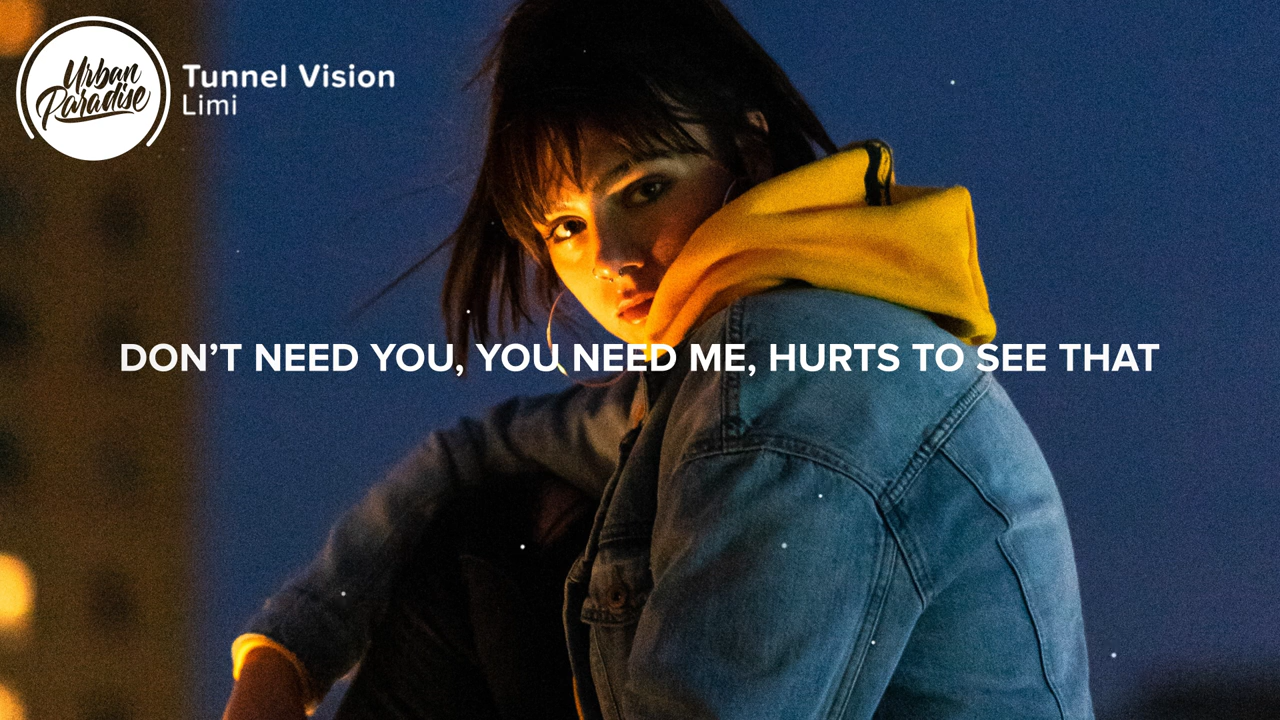 Urban
Paradise
Tunnel Vision
Limi
DON’T NEED YOU, YOU NEED ME, HURTS TO SEE THAT